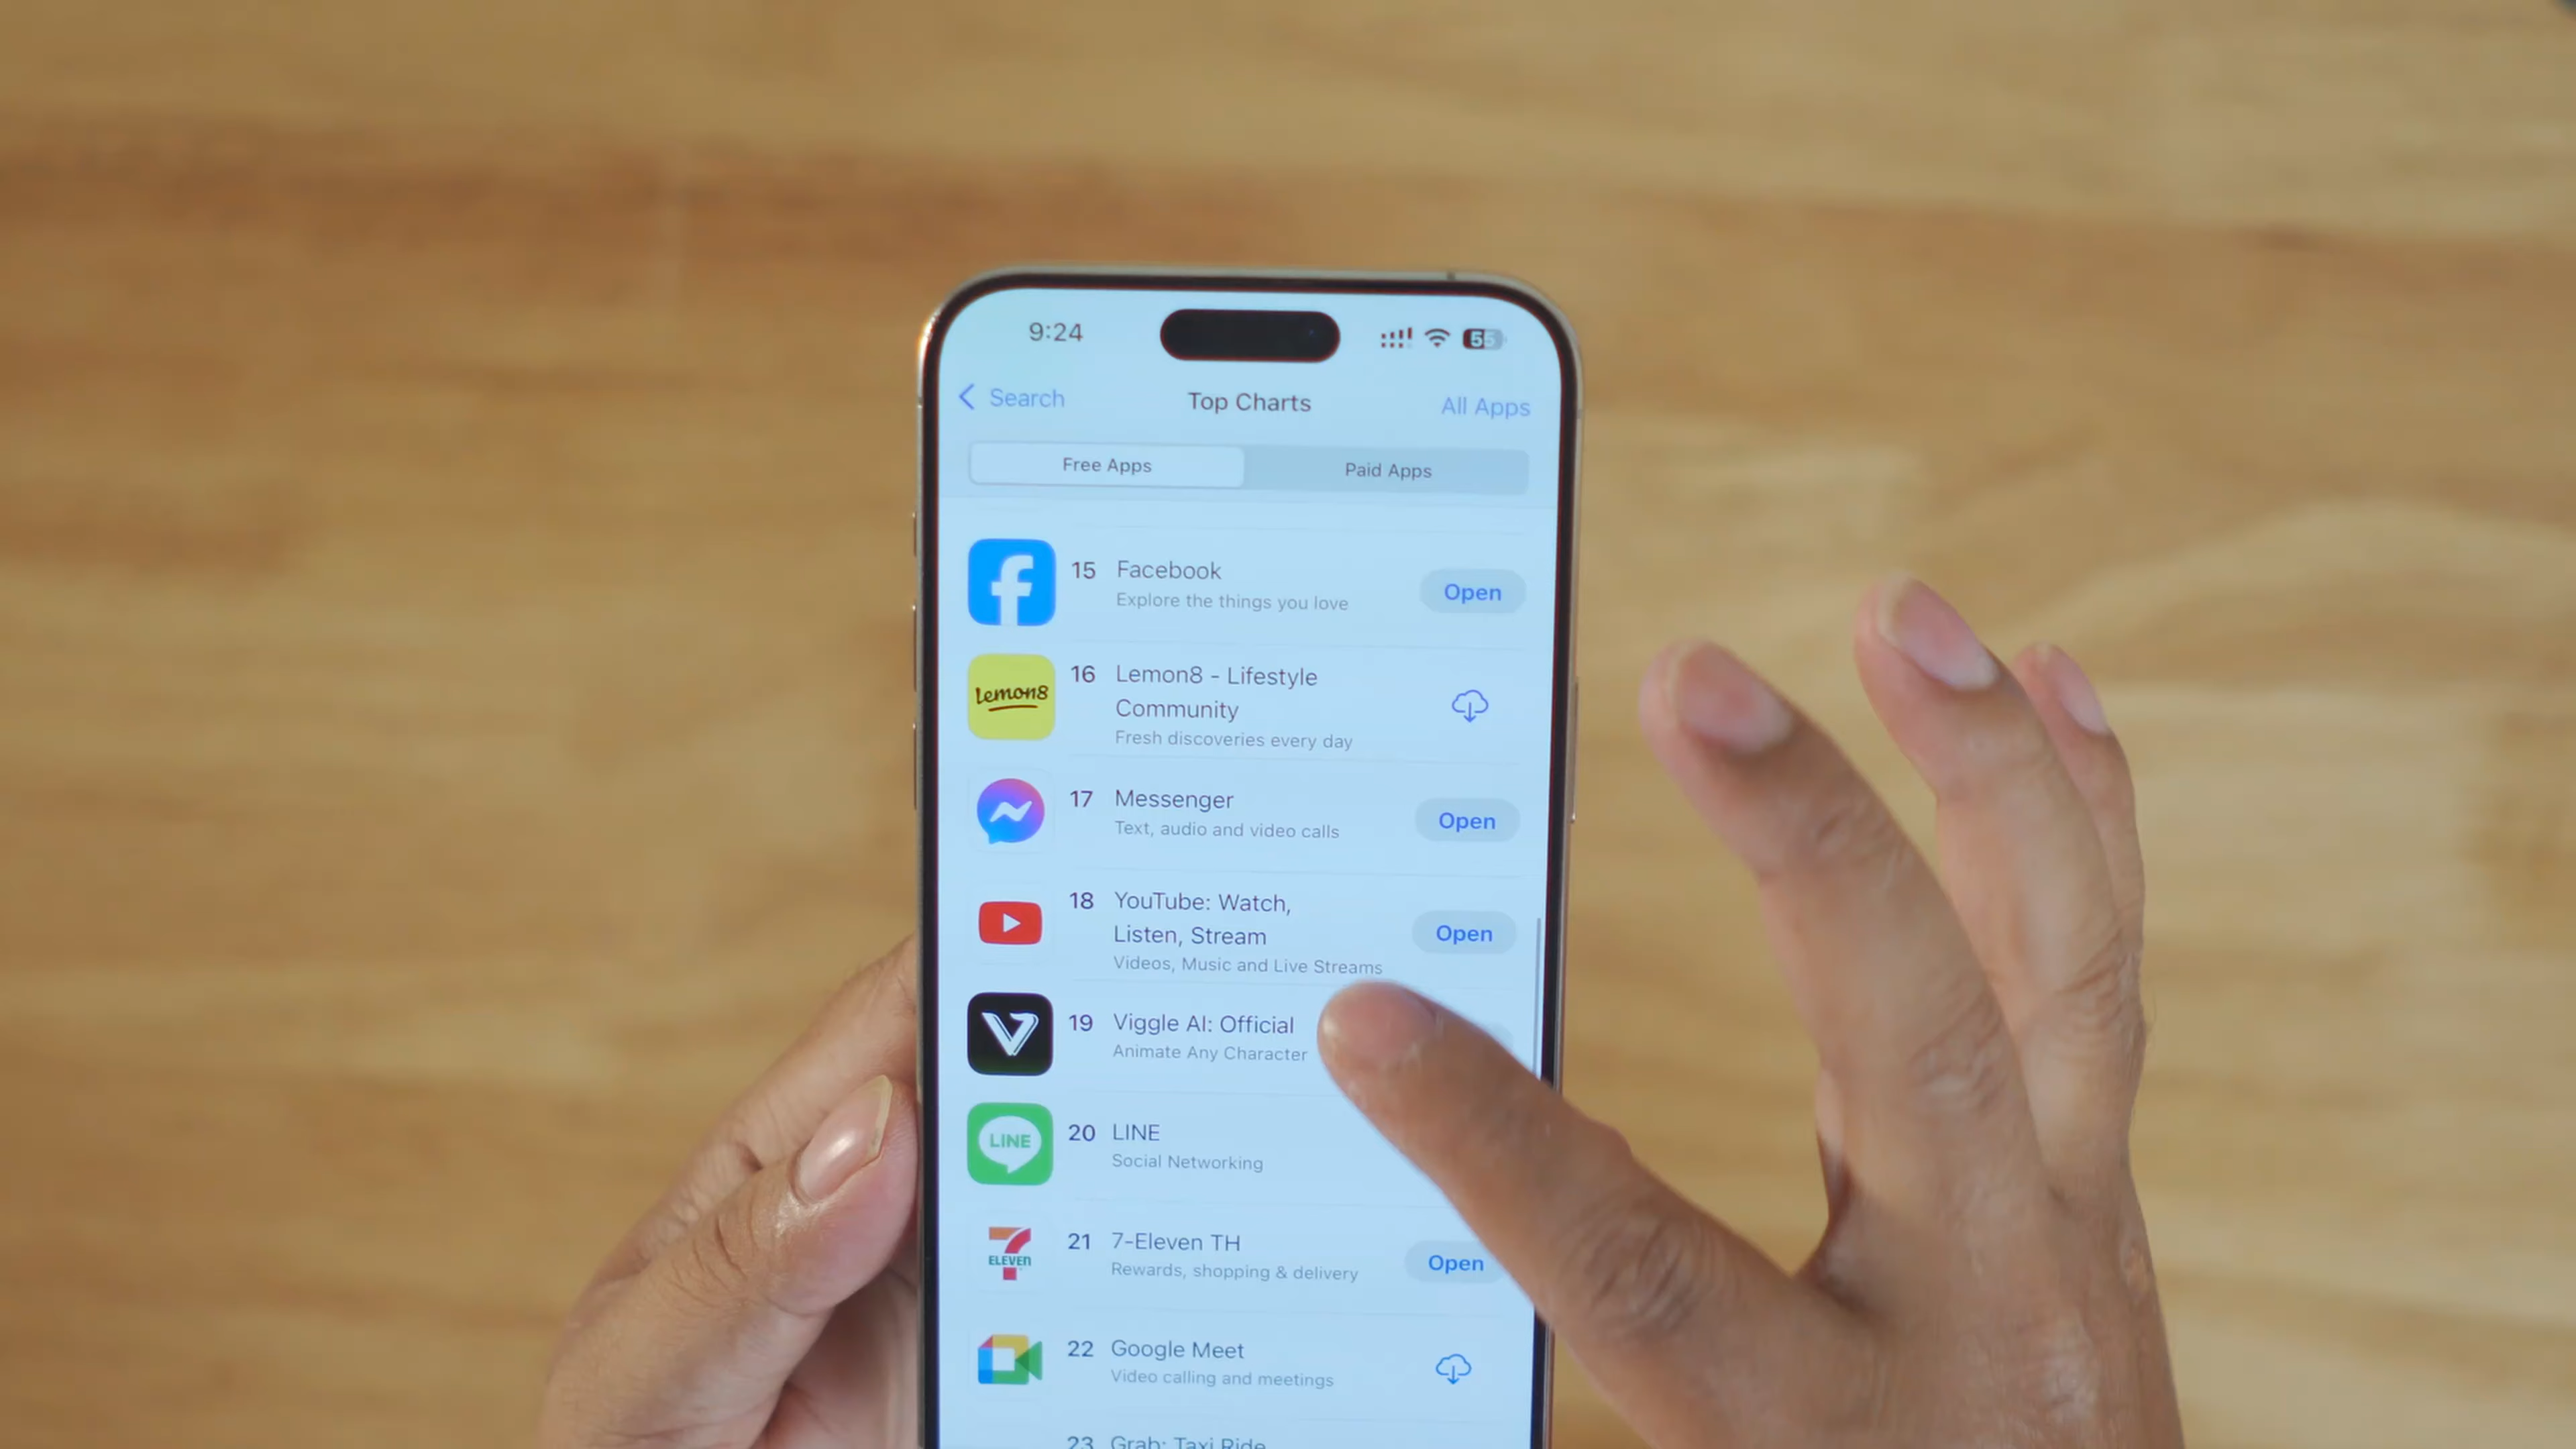 9:24
55
Search
Top Charts
All Apps
Free Apps
Paid Apps
15 Facebook
Explore the things you love
Open
Lemon8
16 Lemon8 - Lifestyle
Community
Fresh discoveries every day
17 Messenger
Text, audio and video calls
Open
18 YouTube: Watch,
Listen, Stream
Videos, Music and Live Streams
Open
19 Viggle AI: Official
Animate Any Character
LINE
20 LINE
Social Networking
7
ELEVEn
21 7-Eleven TH
Rewards, shopping & delivery
Open
22 Google Meet
Video calling and meetings
23 Grab: Taxi Ride